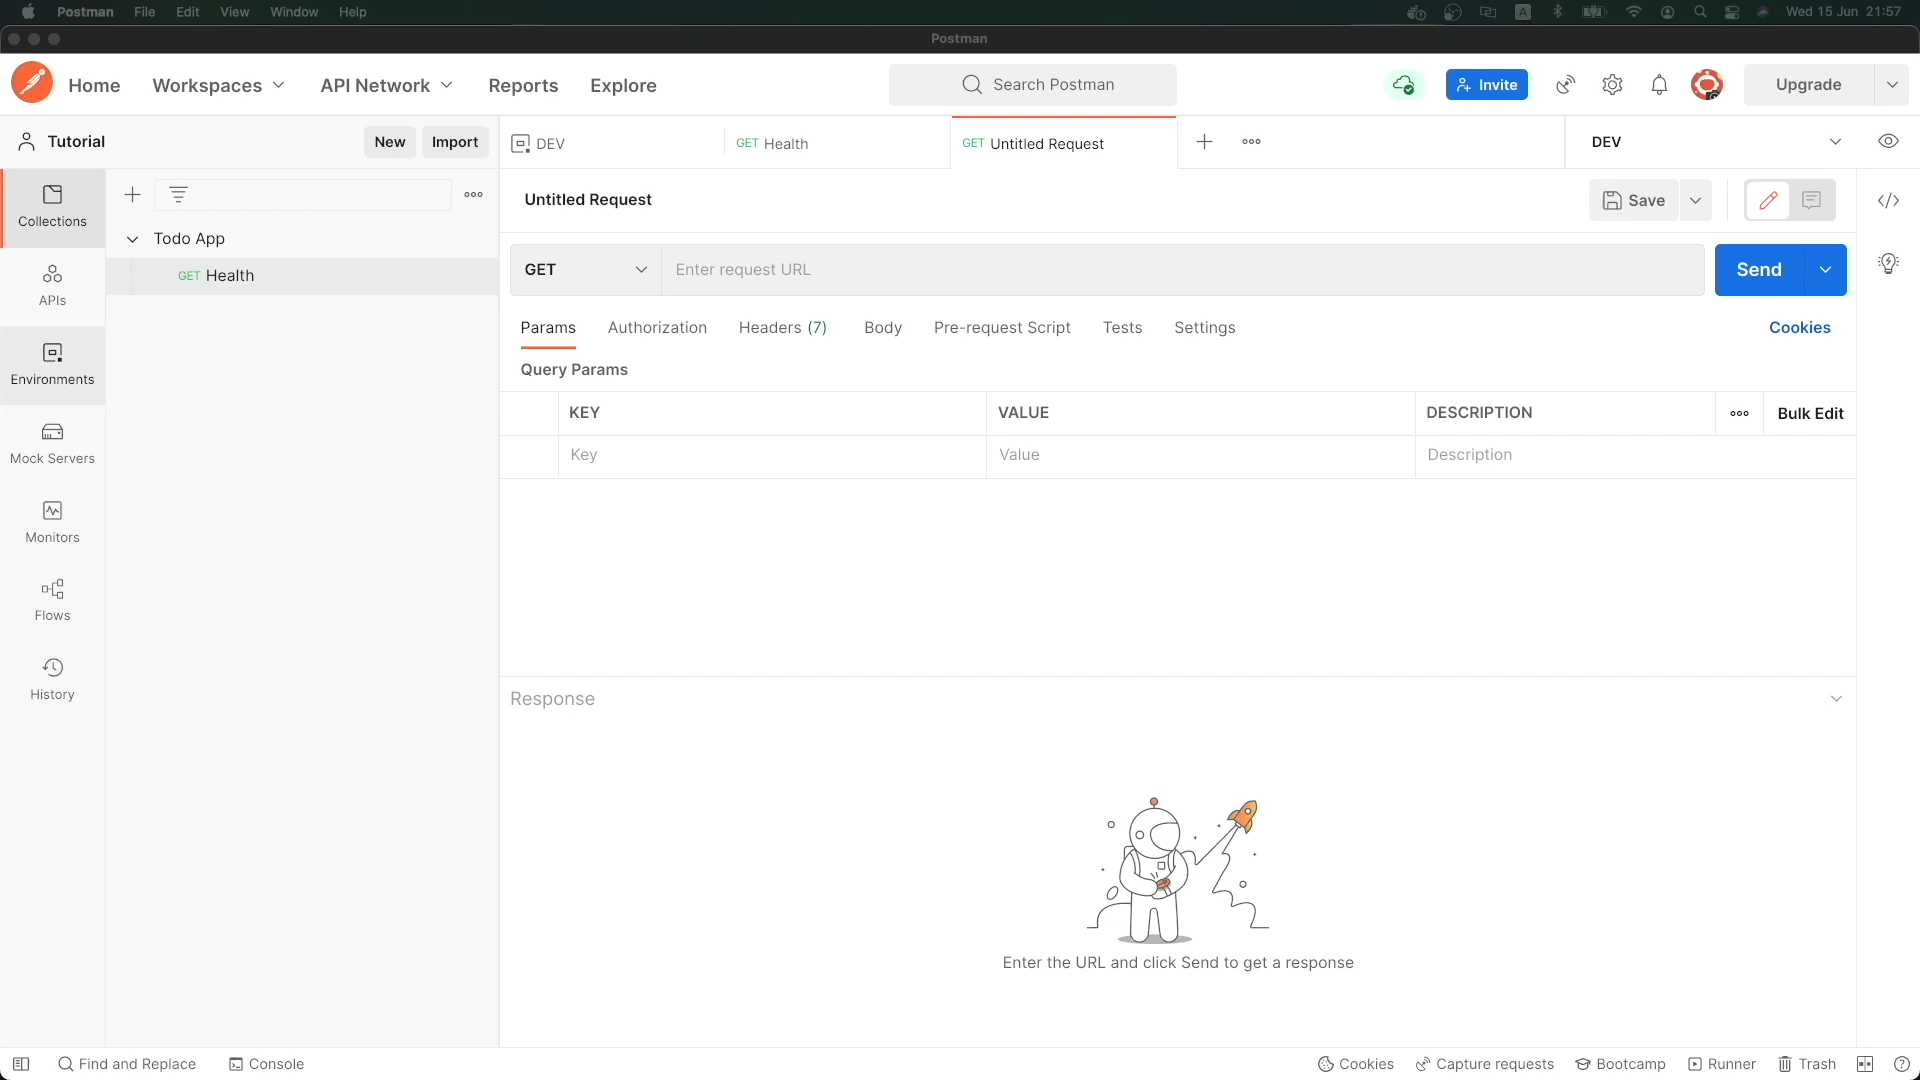 Postman File Edit View Window Help A Wed 15 Jun 21:57
Postman
Home Workspaces API Network Reports Explore Search Postman Invite Upgrade
Tutorial New Import DEV GET Health GET Untitled Request DEV
Collections
Untitled Request Save
Todo App
GET Health
GET Enter request URL Send
APIs
Params Authorization Headers (7) Body Pre-request Script Tests Settings Cookies
Query Params
Environments
KEY VALUE DESCRIPTION Bulk Edit
Key Value Description
Mock Servers
Monitors
Flows
History
Response
Enter the URL and click Send to get a response
Find and Replace Console Cookies Capture requests Bootcamp Runner Trash